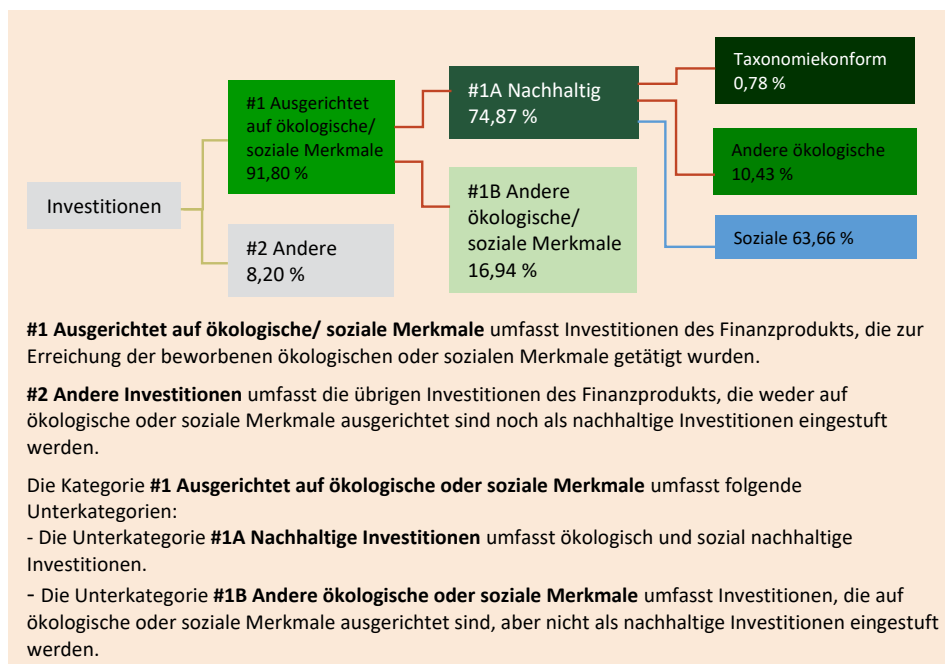 Investitionen
#1 Ausgerichtet
auf ökologische/
soziale Merkmale
91,80 %
#2 Andere
8,20 %
#1A Nachhaltig
74,87 %
#1B Andere
ökologische/
soziale Merkmale
16,94 %
Taxonomiekonform
0,78 %
Andere ökologische
10,43 %
Soziale 63,66 %
#1 Ausgerichtet auf ökologische/ soziale Merkmale umfasst Investitionen des Finanzprodukts, die zur
Erreichung der beworbenen ökologischen oder sozialen Merkmale getätigt wurden.
#2 Andere Investitionen umfasst die übrigen Investitionen des Finanzprodukts, die weder auf
ökologische oder soziale Merkmale ausgerichtet sind noch als nachhaltige Investitionen eingestuft
werden.
Die Kategorie #1 Ausgerichtet auf ökologische oder soziale Merkmale umfasst folgende
Unterkategorien:
- Die Unterkategorie #1A Nachhaltige Investitionen umfasst ökologisch und sozial nachhaltige
Investitionen.
- Die Unterkategorie #1B Andere ökologische oder soziale Merkmale umfasst Investitionen, die auf
ökologische oder soziale Merkmale ausgerichtet sind, aber nicht als nachhaltige Investitionen eingestuft
werden.